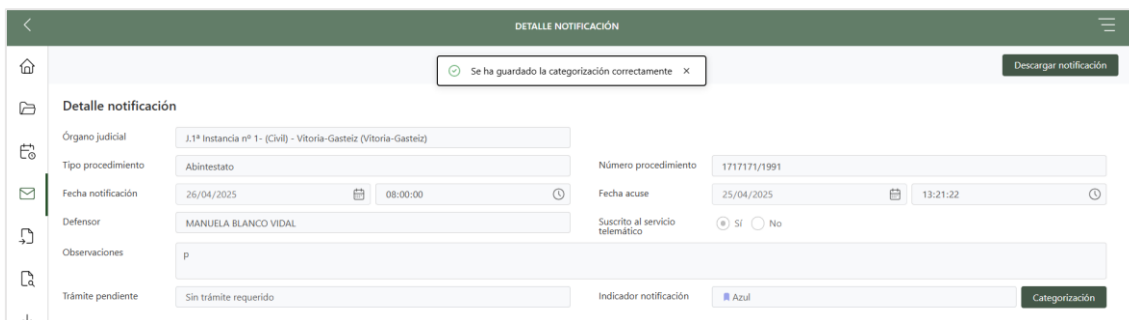 DETALLE NOTIFICACIÓN
Se ha guardado la categorización correctamente
Descargar notificación
Detalle notificación
Órgano judicial J.1ª Instancia nº 1- (Civil) - Vitoria-Gasteiz (Vitoria-Gasteiz)
Tipo procedimiento Abintestato Número procedimiento 1717171/1991
Fecha notificación 26/04/2025 08:00:00 Fecha acuse 25/04/2025 13:21:22
Defensor MANUELA BLANCO VIDAL Suscrito al servicio
telemático Sí No
Observaciones p
Trámite pendiente Sin trámite requerido Indicador notificación Azul Categorización